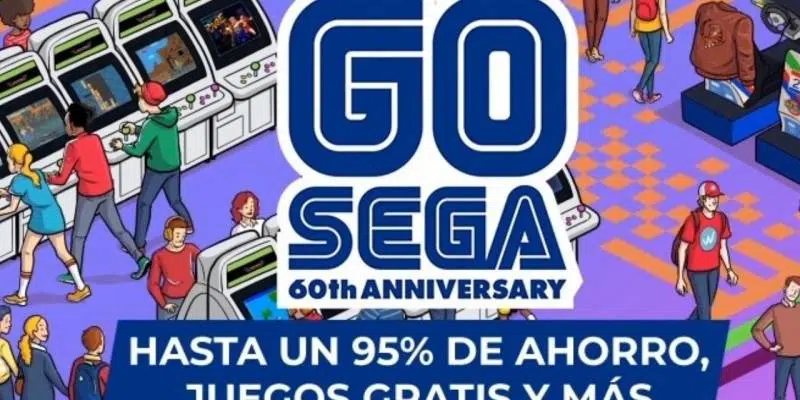 GO
SEGA
60th ANNIVERSARY
HASTA UN 95% DE AHORRO,
JUEGOS GRATIS Y MÁS